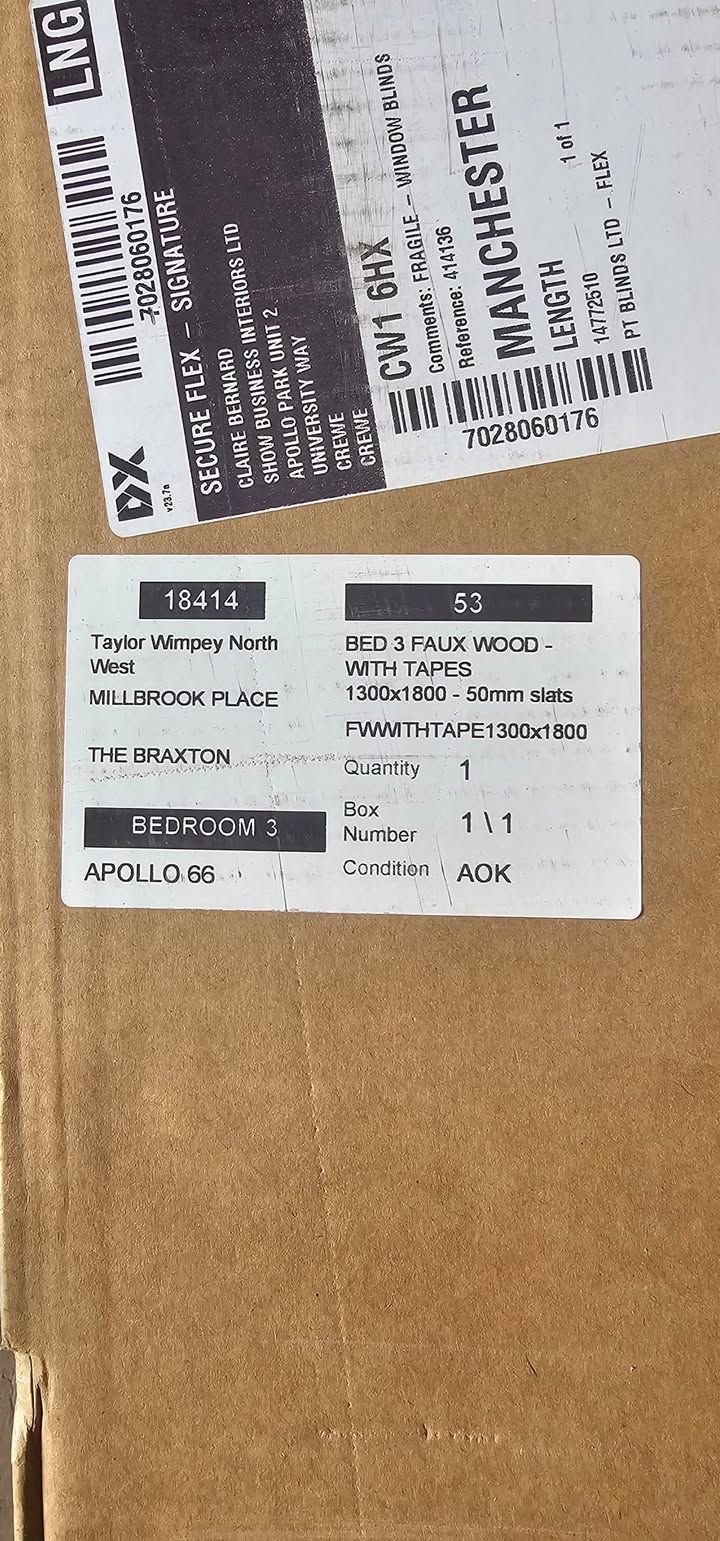 LNG
7028060176
DX
v23.7a
SECURE FLEX – SIGNATURE
CLAIRE BERNARD
SHOW BUSINESS INTERIORS LTD
APOLLO PARK UNIT 2
UNIVERSITY WAY
CREWE
CREWE
CW1 6HX
Comments: FRAGILE – WINDOW BLINDS
Reference: 414136
MANCHESTER
LENGTH 1 of 1
14772510
PT BLINDS LTD – FLEX
7028060176
18414
Taylor Wimpey North
West
MILLBROOK PLACE
THE BRAXTON
BEDROOM 3
APOLLO 66
53
BED 3 FAUX WOOD -
WITH TAPES
1300x1800 - 50mm slats
FWWITHTAPE1300x1800
Quantity 1
Box
Number 1 \ 1
Condition AOK